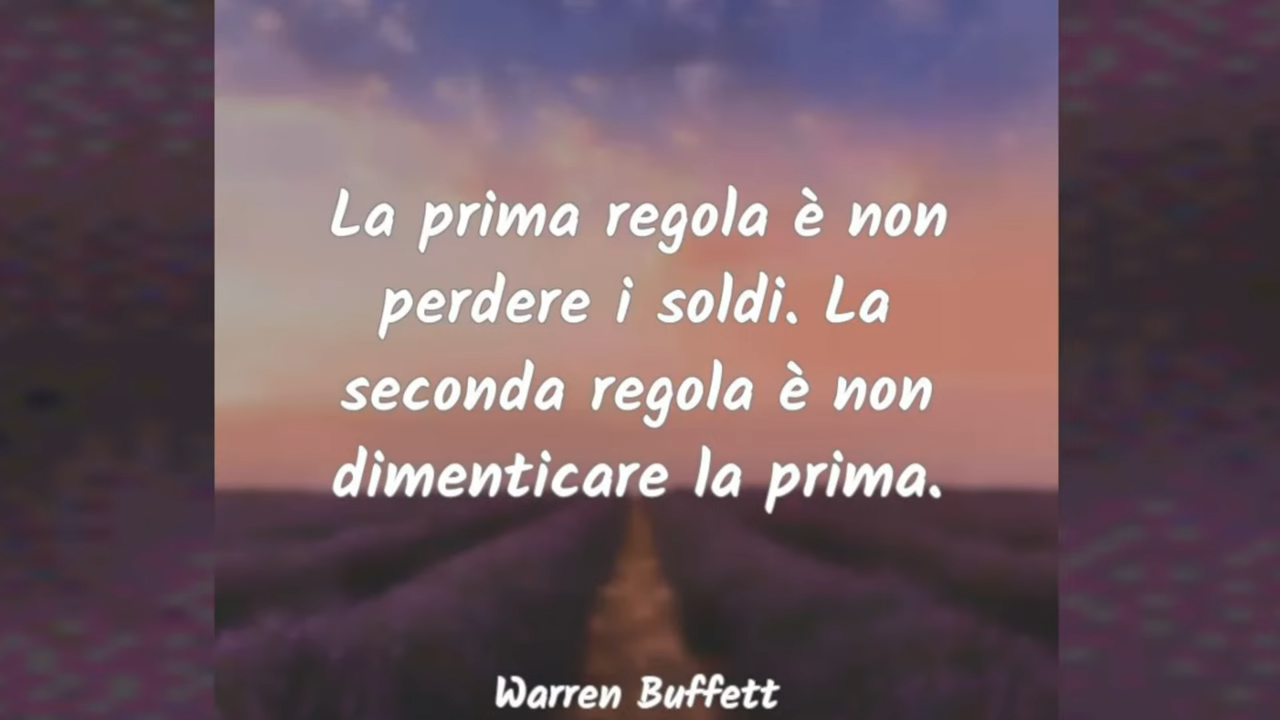 La prima regola è non
perdere i soldi. La
seconda regola è non
dimenticare la prima.
Warren Buffett